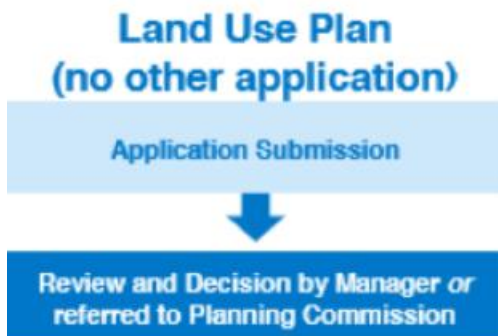 Land Use Plan
(no other application)
Application Submission
Review and Decision by Manager or
referred to Planning Commission